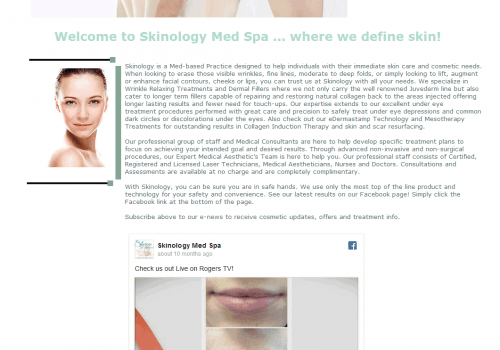 Welcome to Skinology Med Spa ... where we define skin!
Skinology is a Med-based Practice designed to help individuals with their immediate skin care and cosmetic needs.
When looking to erase those visible wrinkles, fine lines, moderate to deep folds, or simply looking to lift, augment
or enhance facial contours, cheeks or lips, you can trust us at Skinology with all your needs. We specialize in
Wrinkle Relaxing Treatments and Dermal Fillers where we not only carry the well renowned Juvederm line but also
cater to longer term fillers capable of repairing and restoring natural collagen back to the areas injected offering
longer lasting results and fewer need for touch-ups. Our expertise extends to our excellent under eye
treatment procedures performed with great care and precision to safely treat under eye depressions and common
dark circles or discolorations under the eyes. Also check out our eDermastamp Technology and Mesotherapy
Treatments for outstanding results in Collagen Induction Therapy and skin and scar resurfacing.
Our professional group of staff and Medical Consultants are here to help develop specific treatment plans to
focus on achieving your intended goal and desired results. Through advanced non-invasive and non-surgical
procedures, our Expert Medical Aesthetic's Team is here to help you. Our professional staff consists of Certified,
Registered and Licensed Laser Technicians, Medical Aestheticians, Nurses and Doctors. Consultations and
Assessments are available at no charge and are completely complimentary.
With Skinology, you can be sure you are in safe hands. We use only the most top of the line product and
technology for your safety and convenience. See our latest results on our Facebook page! Simply click the
Facebook link at the bottom of the page.
Subscribe above to our e-news to receive cosmetic updates, offers and treatment info.
Skinology Med Spa
about 10 months ago
Check us out Live on Rogers TV!